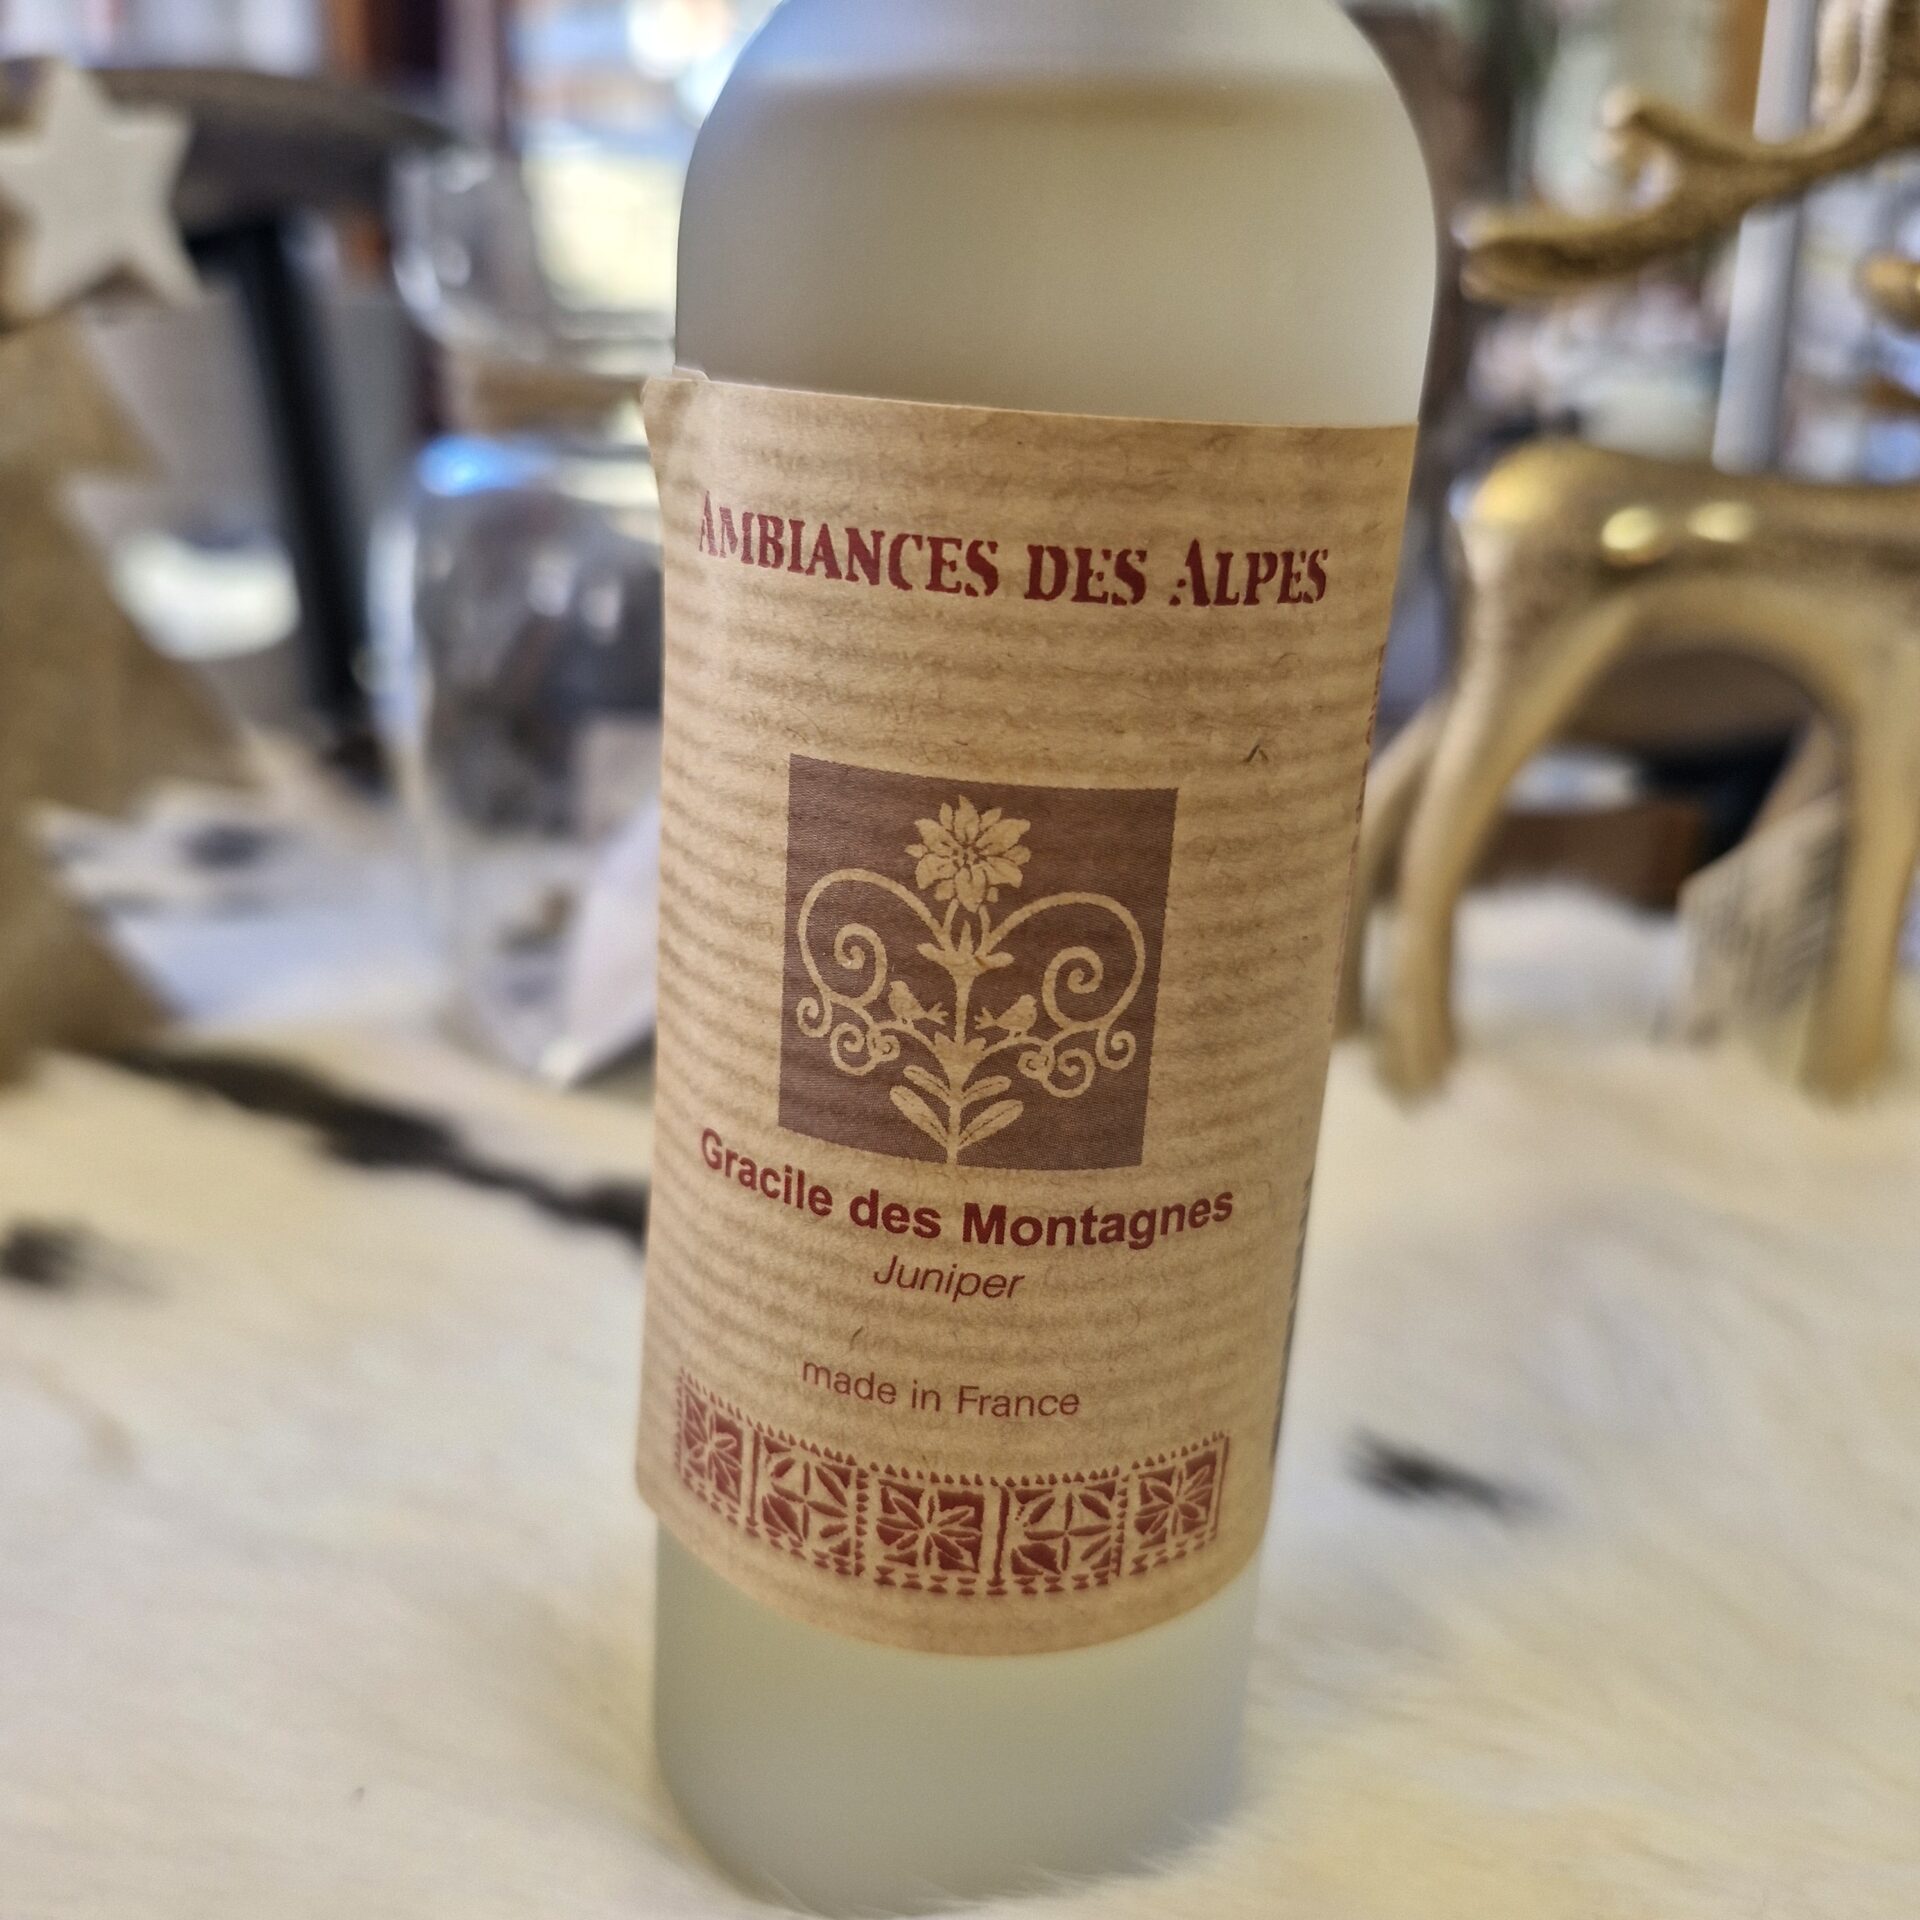 AMBIANCES DES ALPES
Gracile des Montagnes
Juniper
made in France